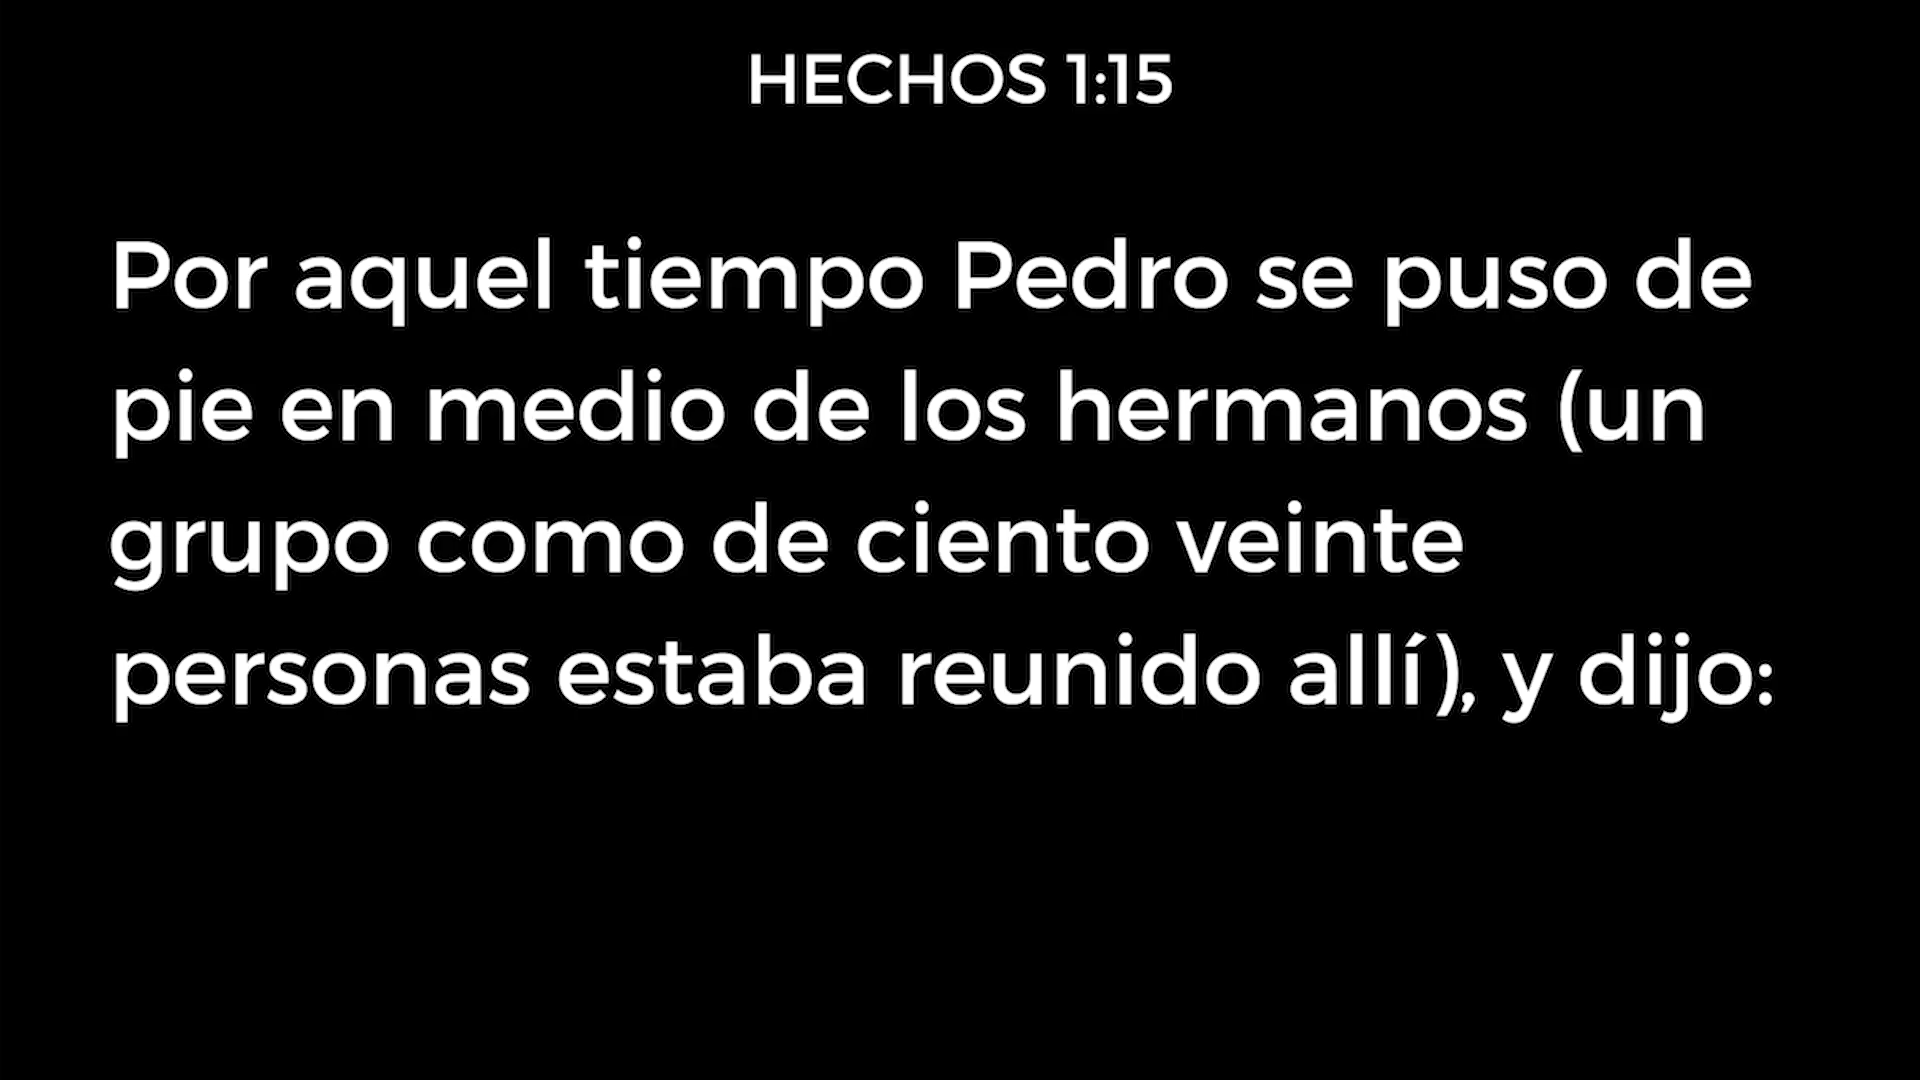 HECHOS 1:15
Por aquel tiempo Pedro se puso de
pie en medio de los hermanos (un
grupo como de ciento veinte
personas estaba reunido allí), y dijo: